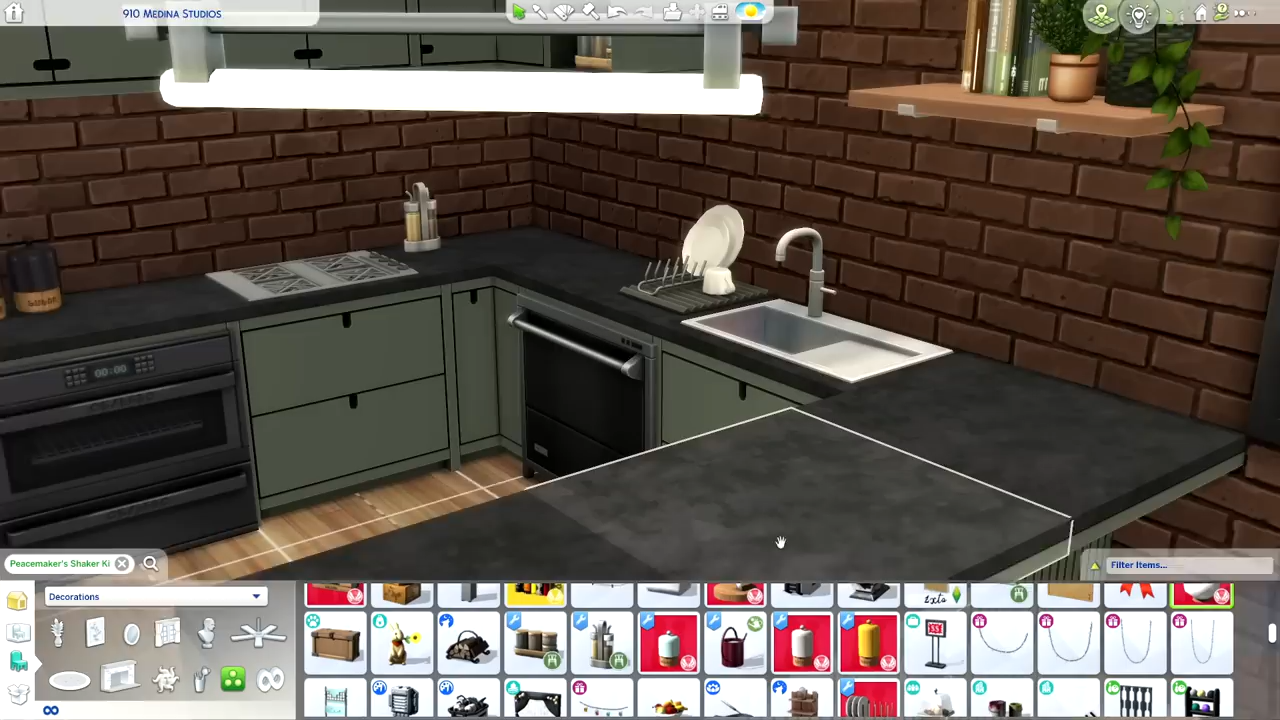 910 Medina Studios
00:00
Peacemaker's Shaker Ki
Filter Items...
Decorations
$$